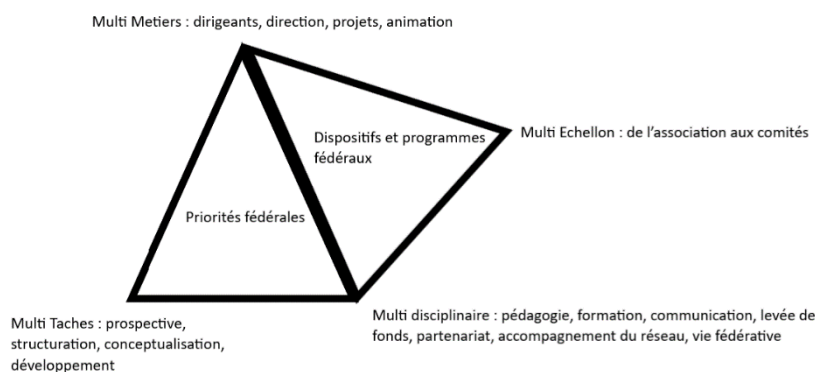 Multi Metiers : dirigeants, direction, projets, animation
Dispositifs et programmes
fédéraux
Multi Echellon : de l'association aux comités
Priorités fédérales
Multi Taches : prospective,
structuration, conceptualisation,
développement
Multi disciplinaire : pédagogie, formation, communication, levée de
fonds, partenariat, accompagnement du réseau, vie fédérative